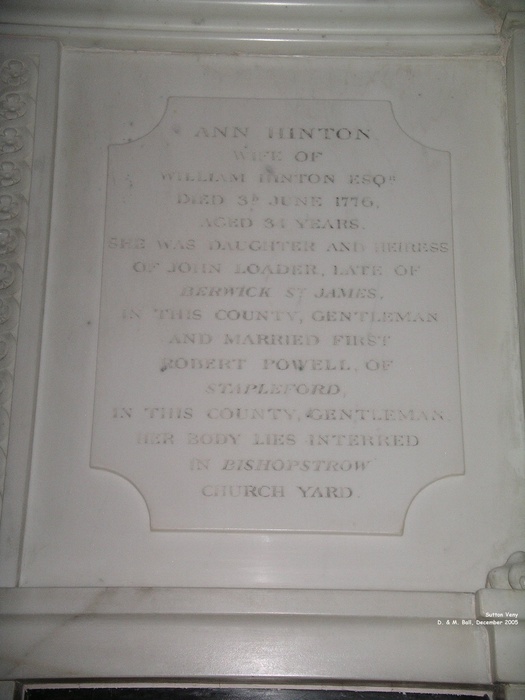 ANN HINTON
WIFE OF
WILLIAM HINTON ESQR
DIED 3D JUNE 1776,
AGED 34 YEARS.
SHE WAS DAUGHTER AND HEIRESS
OF JOHN LOADER, LATE OF
BERWICK ST JAMES,
IN THIS COUNTY, GENTLEMAN
AND MARRIED FIRST
ROBERT POWELL, OF
STAPLEFORD,
IN THIS COUNTY, GENTLEMAN.
HER BODY LIES INTERRED
IN BISHOPSTROW
CHURCH YARD.
Sutton Veny
D. & M. Ball, December 2005